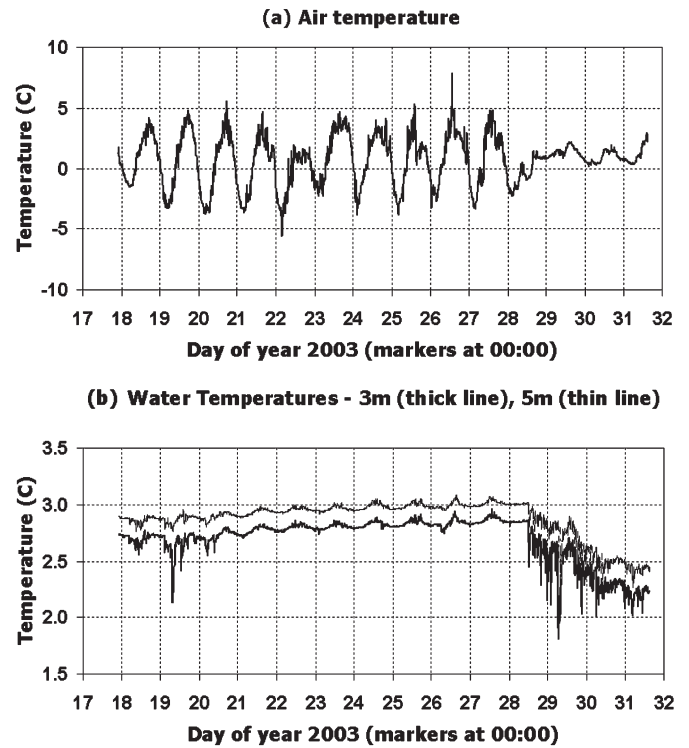 (a) Air temperature
10
5
0
-5
-10
Temperature (C)
17 18 19 20 21 22 23 24 25 26 27 28 29 30 31 32
Day of year 2003 (markers at 00:00)
(b) Water Temperatures - 3m (thick line), 5m (thin line)
3.5
3.0
2.5
2.0
1.5
Temperature (C)
17 18 19 20 21 22 23 24 25 26 27 28 29 30 31 32
Day of year 2003 (markers at 00:00)